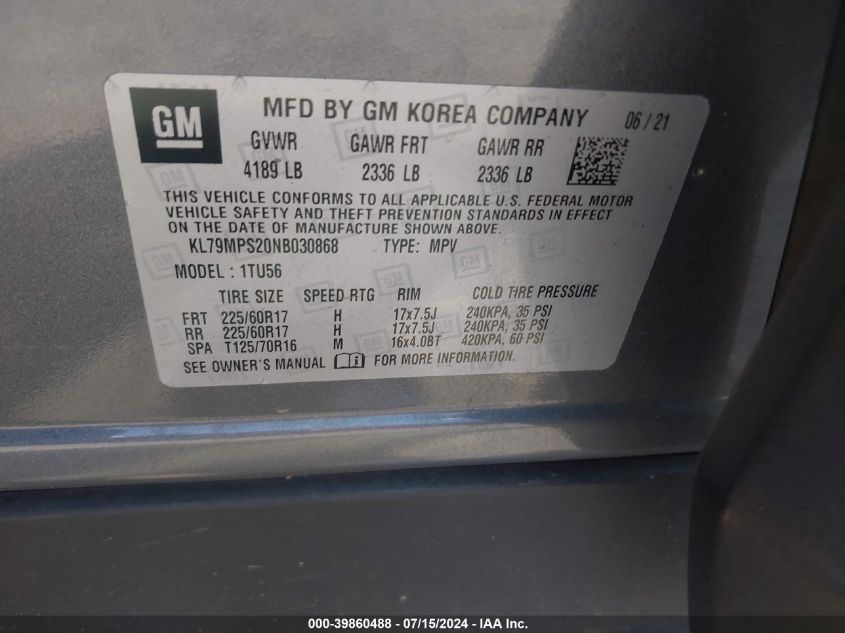 GM
MFD BY GM KOREA COMPANY 06/21
GVWR GAWR FRT GAWR RR
4189 LB 2336 LB 2336 LB
THIS VEHICLE CONFORMS TO ALL APPLICABLE U.S. FEDERAL MOTOR
VEHICLE SAFETY AND THEFT PREVENTION STANDARDS IN EFFECT
ON THE DATE OF MANUFACTURE SHOWN ABOVE.
KL79MPS20NB030868 TYPE: MPV
MODEL : 1TU56
TIRE SIZE SPEED RTG RIM COLD TIRE PRESSURE
FRT 225/60R17 H 17x7.5J 240KPA, 35 PSI
RR 225/60R17 H 17x7.5J 240KPA, 35 PSI
SPA T125/70R16 M 16x4.0BT 420KPA, 60 PSI
SEE OWNER'S MANUAL FOR MORE INFORMATION.
000-39860488 - 07/15/2024 - IAA Inc.